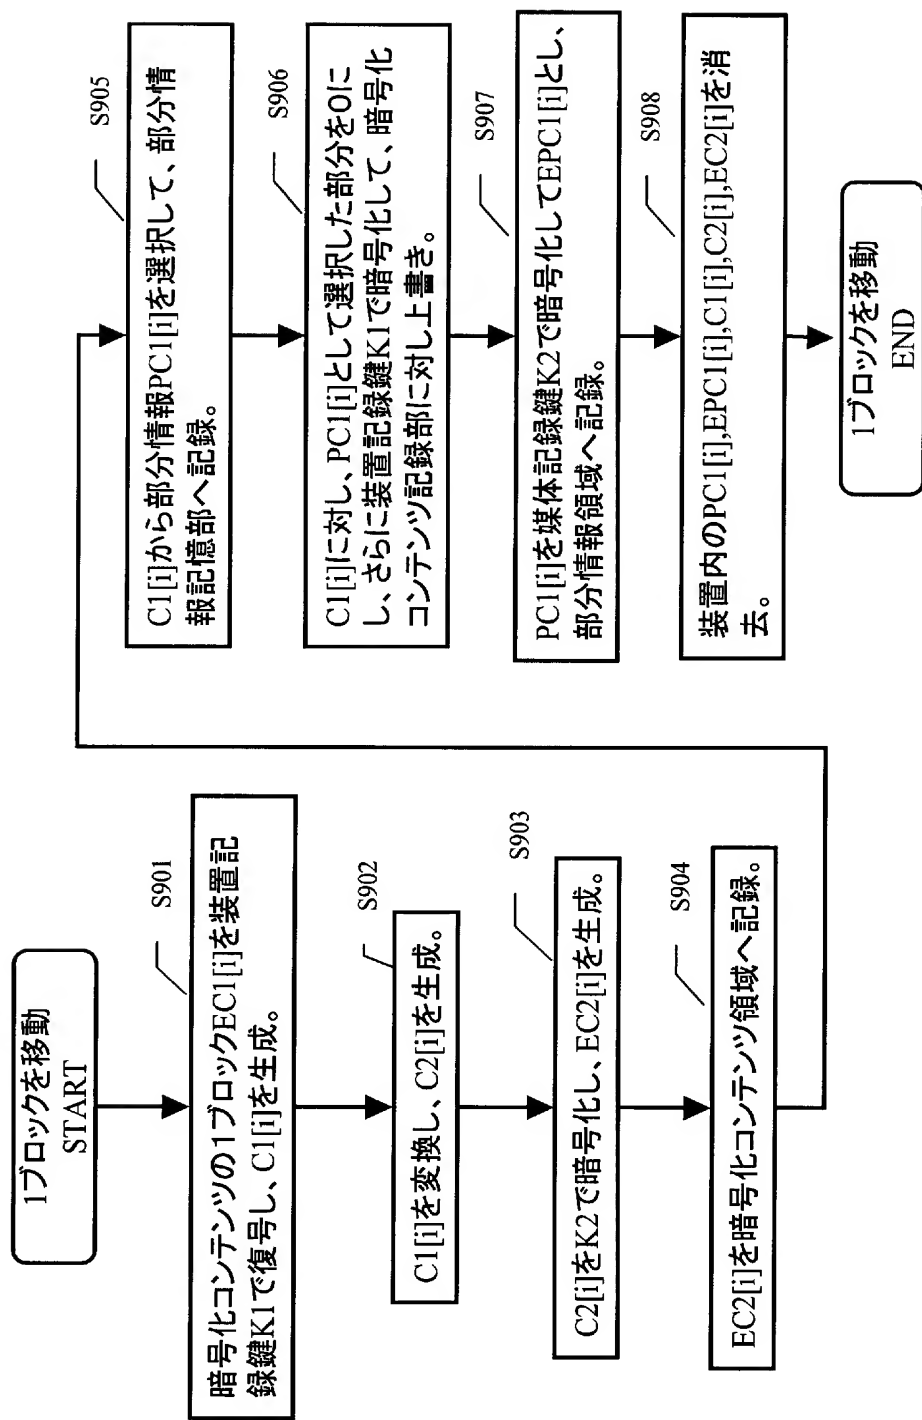 1ブロックを移動
START
S901
暗号化コンテンツの1ブロックEC1[i]を装置記
録鍵K1で復号し、C1[i]を生成。
S902
C1[i]を変換し、C2[i]を生成。
S903
C2[i]をK2で暗号化し、EC2[i]を生成。
S904
EC2[i]を暗号化コンテンツ領域へ記録。
S905
C1[i]から部分情報PC1[i]を選択して、部分情
報記憶部へ記録。
S906
C1[i]に対し、PC1[i]として選択した部分を0に
し、さらに装置記録鍵K1で暗号化して、暗号化
コンテンツ記録部に対し上書き。
S907
PC1[i]を媒体記録鍵K2で暗号化してEPC1[i]とし、
部分情報領域へ記録。
S908
装置内のPC1[i],EPC1[i],C1[i],C2[i],EC2[i]を消
去。
1ブロックを移動
END